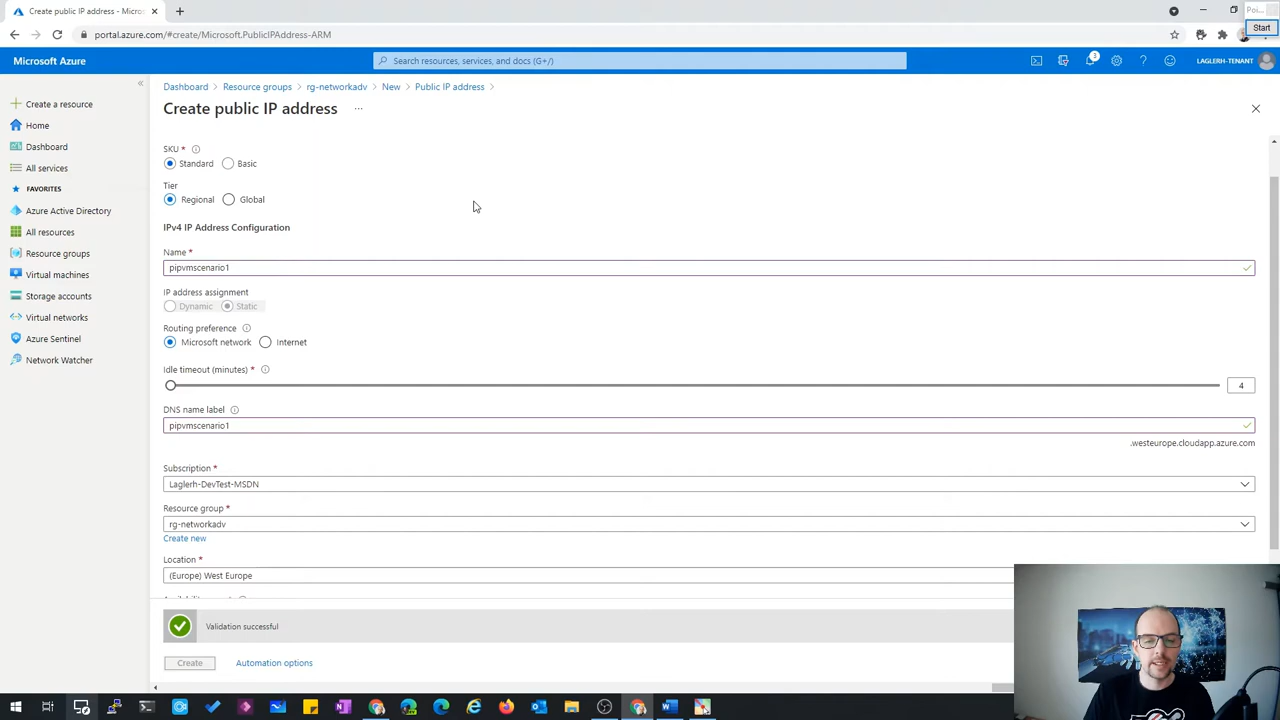 Create public IP address - Micros
Poi...
portal.azure.com/#create/Microsoft.PublicIPAddress-ARM
Start
Microsoft Azure
Search resources, services, and docs (G+/)
3
LAGLERH-TENANT
Dashboard > Resource groups > rg-networkadv > New > Public IP address >
Create public IP address ...
Create a resource
Home
Dashboard
All services
FAVORITES
Azure Active Directory
All resources
Resource groups
Virtual machines
Storage accounts
Virtual networks
Azure Sentinel
Network Watcher
SKU *
Standard Basic
Tier
Regional Global
IPv4 IP Address Configuration
Name *
pipvmscenario1
IP address assignment
Dynamic Static
Routing preference
Microsoft network Internet
Idle timeout (minutes) *
4
DNS name label
pipvmscenario1
.westeurope.cloudapp.azure.com
Subscription *
Laglerh-DevTest-MSDN
Resource group *
rg-networkadv
Create new
Location *
(Europe) West Europe
Validation successful
Create Automation options